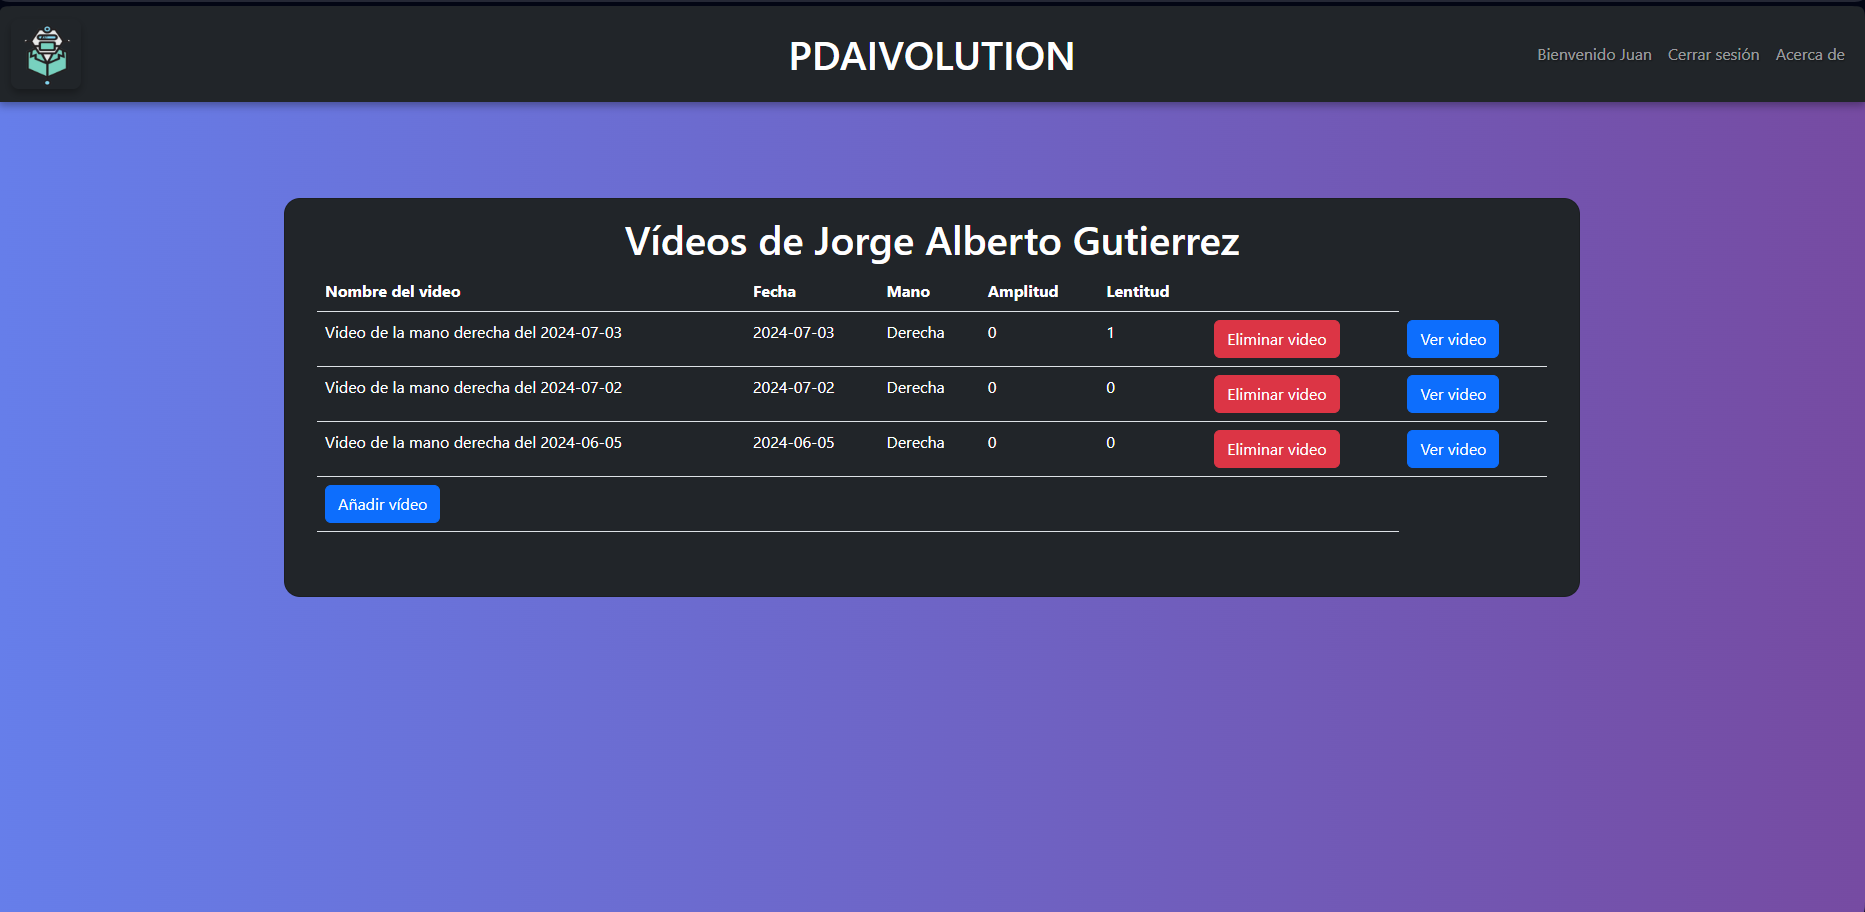 PDAIVOLUTION
Bienvenido Juan Cerrar sesión Acerca de
Vídeos de Jorge Alberto Gutierrez
Nombre del video Fecha Mano Amplitud Lentitud
Video de la mano derecha del 2024-07-03 2024-07-03 Derecha 0 1 Eliminar video Ver video
Video de la mano derecha del 2024-07-02 2024-07-02 Derecha 0 0 Eliminar video Ver video
Video de la mano derecha del 2024-06-05 2024-06-05 Derecha 0 0 Eliminar video Ver video
Añadir vídeo